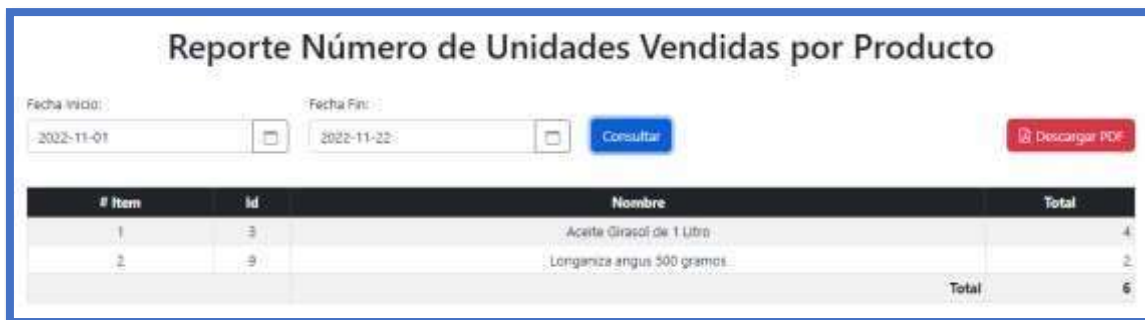 Reporte Número de Unidades Vendidas por Producto
Fecha Inicio: Fecha Fin:
2022-11-01 2022-11-22 Consultar Descargar PDF
# Item Id Nombre Total
1 3 Aceite Girasol de 1 Litro 4
2 9 Longaniza angus 500 gramos 2
Total 6